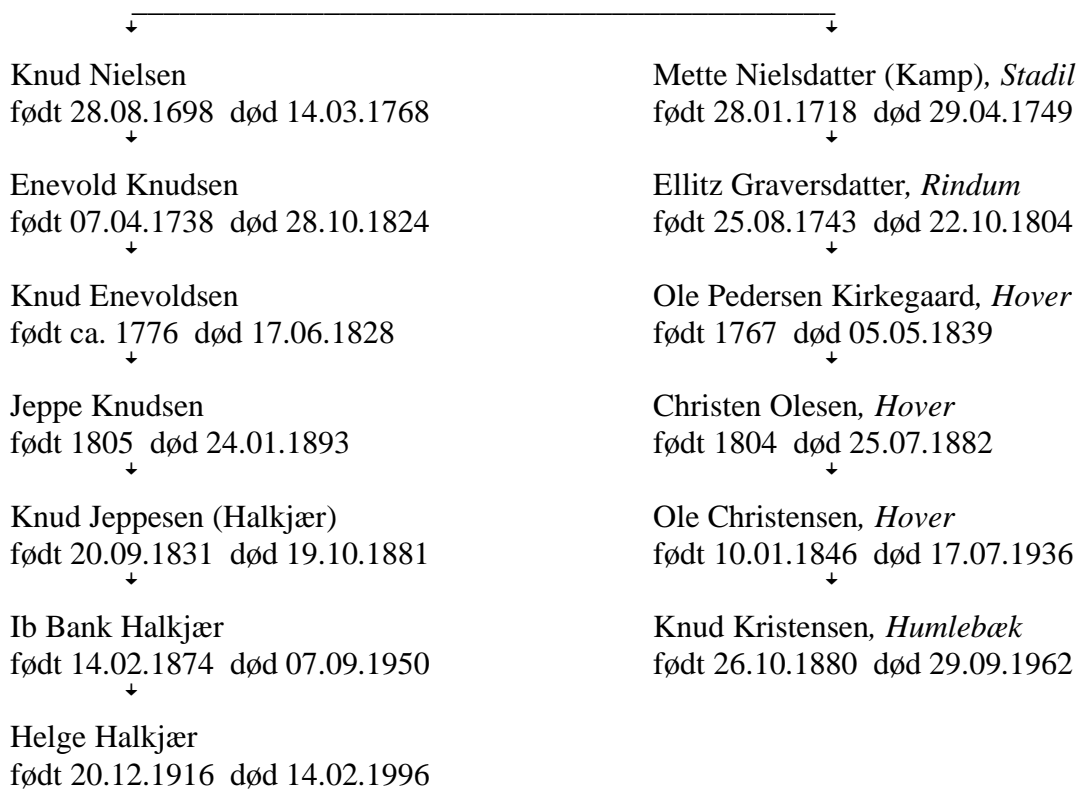 Knud Nielsen
født 28.08.1698 død 14.03.1768
Enevold Knudsen
født 07.04.1738 død 28.10.1824
Knud Enevoldsen
født ca. 1776 død 17.06.1828
Jeppe Knudsen
født 1805 død 24.01.1893
Knud Jeppesen (Halkjær)
født 20.09.1831 død 19.10.1881
Ib Bank Halkjær
født 14.02.1874 død 07.09.1950
Helge Halkjær
født 20.12.1916 død 14.02.1996
Mette Nielsdatter (Kamp), Stadil
født 28.01.1718 død 29.04.1749
Ellitz Graversdatter, Rindum
født 25.08.1743 død 22.10.1804
Ole Pedersen Kirkegaard, Hover
født 1767 død 05.05.1839
Christen Olesen, Hover
født 1804 død 25.07.1882
Ole Christensen, Hover
født 10.01.1846 død 17.07.1936
Knud Kristensen, Humlebæk
født 26.10.1880 død 29.09.1962